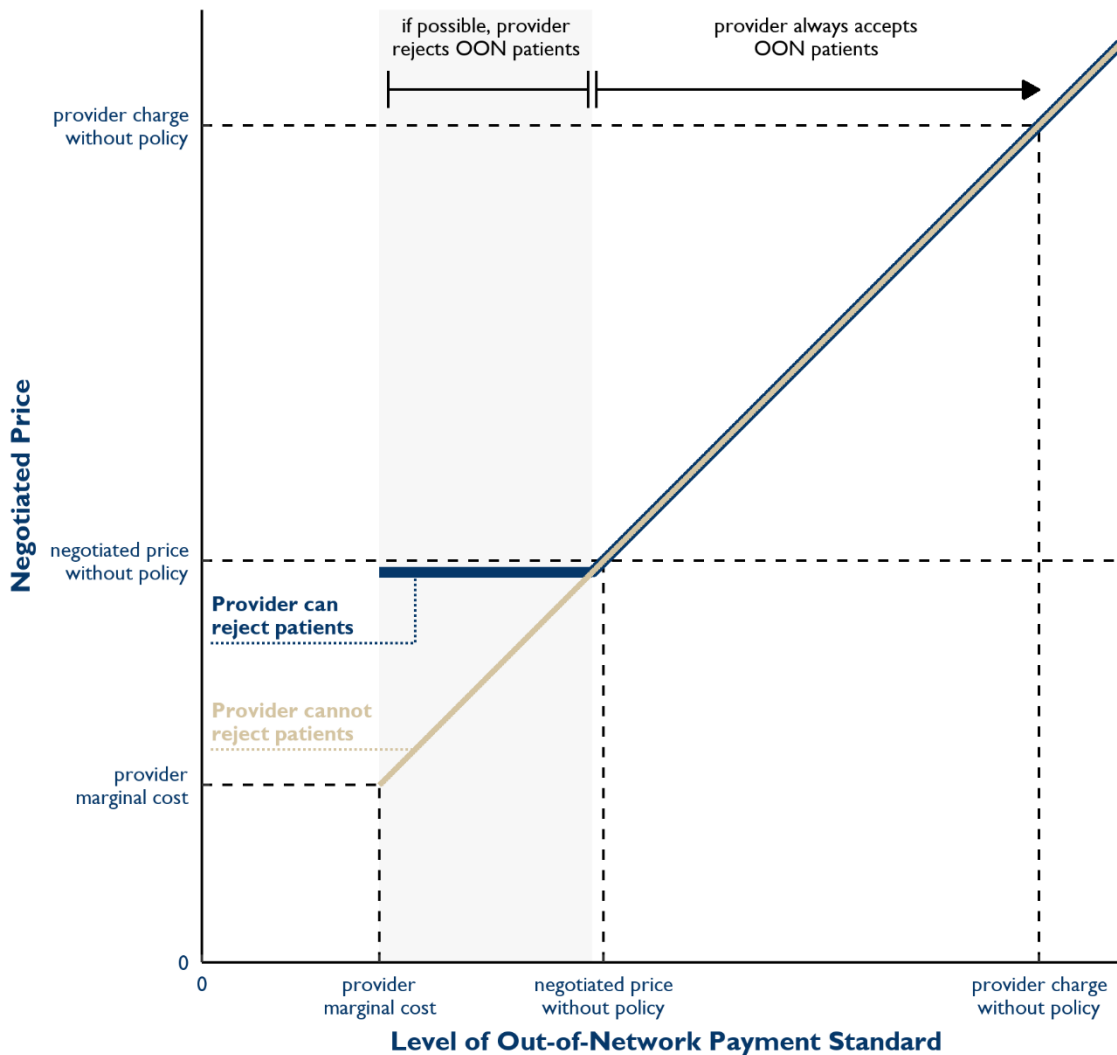 if possible, provider
rejects OON patients
provider always accepts
OON patients
provider charge
without policy
Negotiated Price
negotiated price
without policy
Provider can
reject patients
Provider cannot
reject patients
provider
marginal cost
0
0
provider
marginal cost
negotiated price
without policy
provider charge
without policy
Level of Out-of-Network Payment Standard